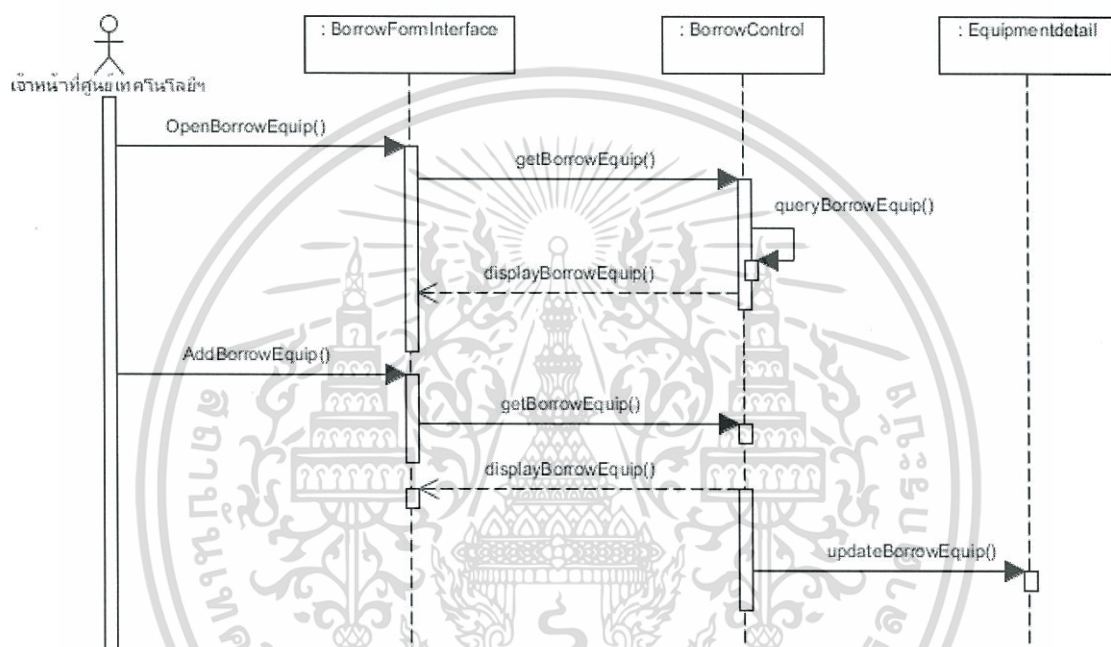 : BorrowFormInterface
: BorrowControl
: Equipmentdetail
เจ้าหน้าที่ศูนย์เทคโนโลยีฯ
OpenBorrowEquip()
getBorrowEquip()
queryBorrowEquip()
displayBorrowEquip()
AddBorrowEquip()
getBorrowEquip()
displayBorrowEquip()
updateBorrowEquip()